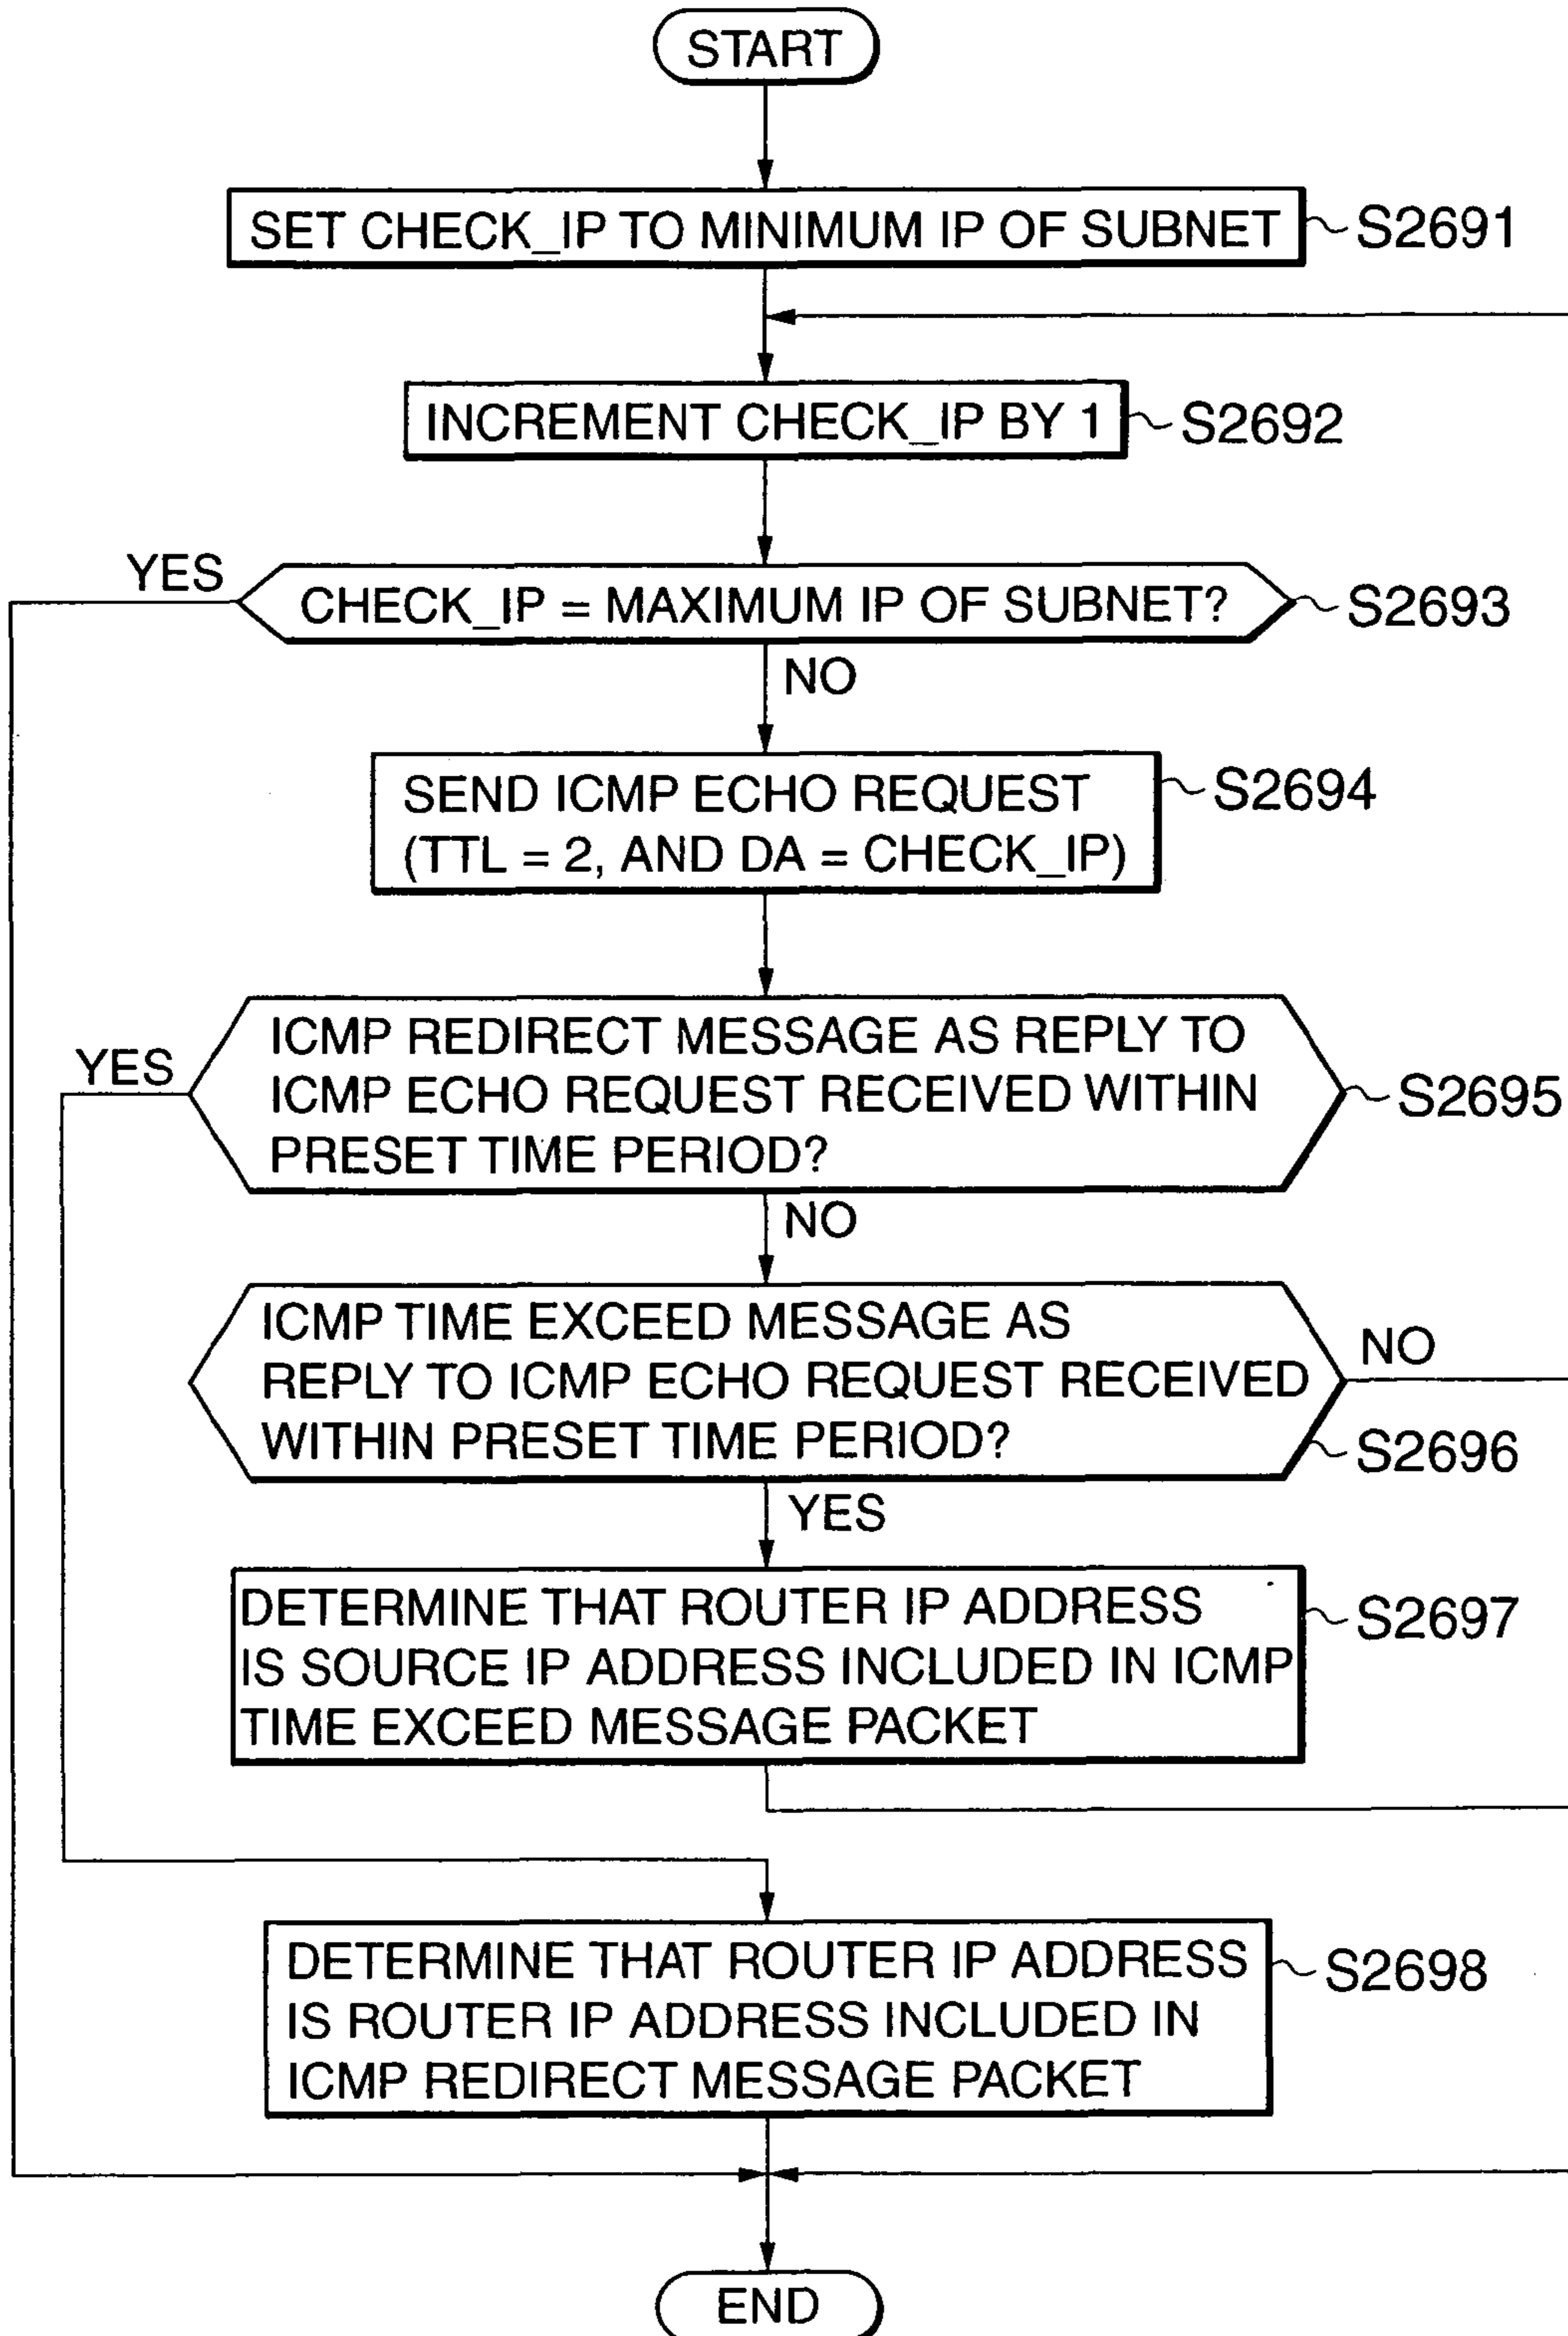 START
SET CHECK_IP TO MINIMUM IP OF SUBNET
S2691
INCREMENT CHECK_IP BY 1
S2692
YES
CHECK_IP = MAXIMUM IP OF SUBNET?
S2693
NO
SEND ICMP ECHO REQUEST
(TTL = 2, AND DA = CHECK_IP)
S2694
YES
ICMP REDIRECT MESSAGE AS REPLY TO
ICMP ECHO REQUEST RECEIVED WITHIN
PRESET TIME PERIOD?
S2695
NO
ICMP TIME EXCEED MESSAGE AS
REPLY TO ICMP ECHO REQUEST RECEIVED
WITHIN PRESET TIME PERIOD?
NO
S2696
YES
DETERMINE THAT ROUTER IP ADDRESS
IS SOURCE IP ADDRESS INCLUDED IN ICMP
TIME EXCEED MESSAGE PACKET
S2697
DETERMINE THAT ROUTER IP ADDRESS
IS ROUTER IP ADDRESS INCLUDED IN
ICMP REDIRECT MESSAGE PACKET
S2698
END